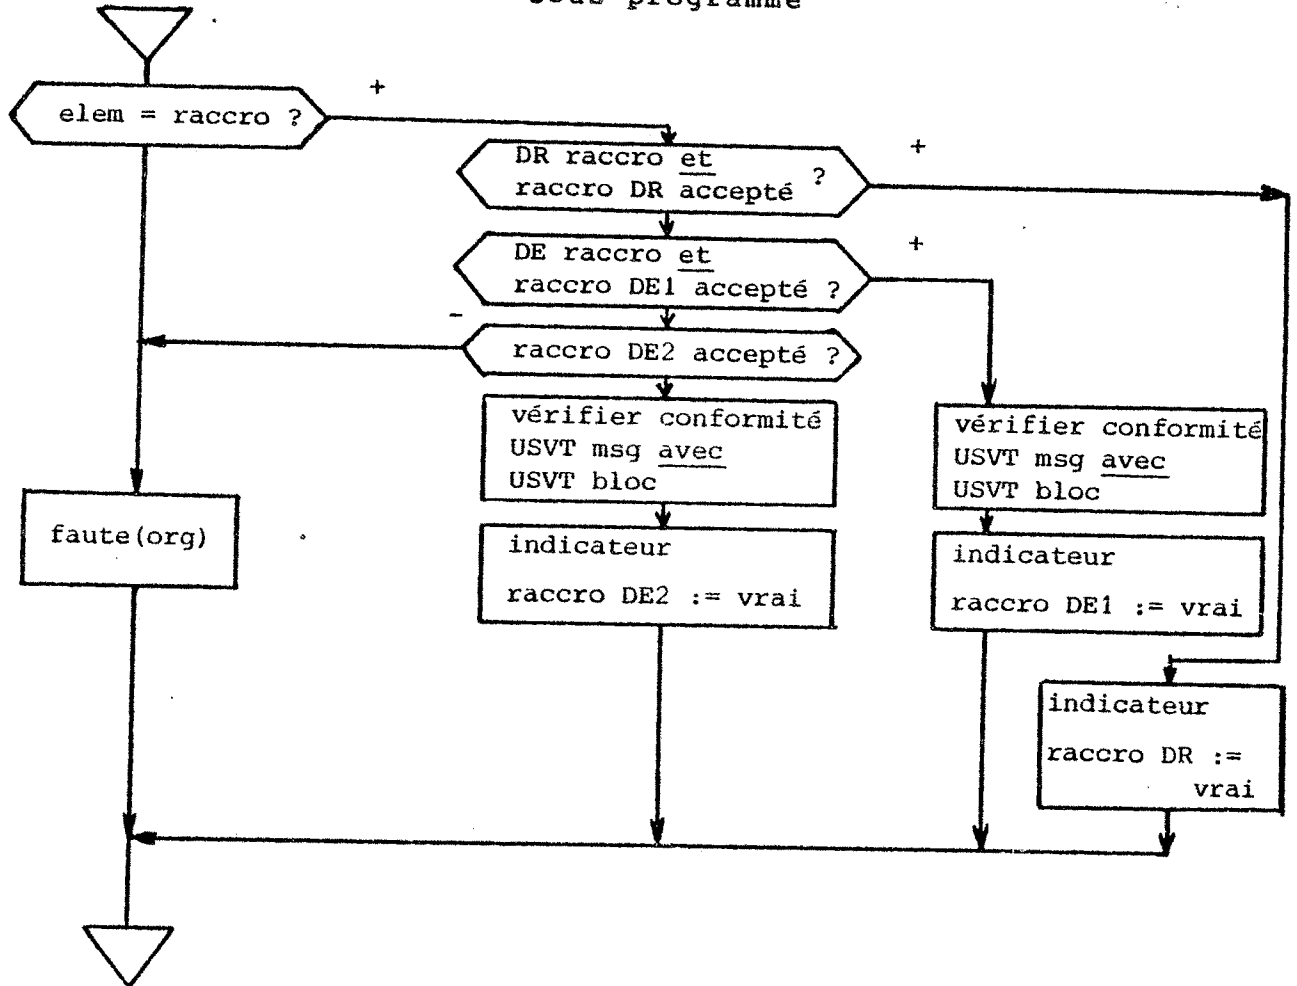 programme
+
elem = raccro ?
DR raccro et
raccro DR accepté ?
+
DE raccro et
raccro DE1 accepté ?
+
-
raccro DE2 accepté ?
vérifier conformité
USVT msg avec
USVT bloc
vérifier conformité
USVT msg avec
USVT bloc
faute(org)
indicateur
raccro DE2 := vrai
indicateur
raccro DE1 := vrai
indicateur
raccro DR :=
vrai